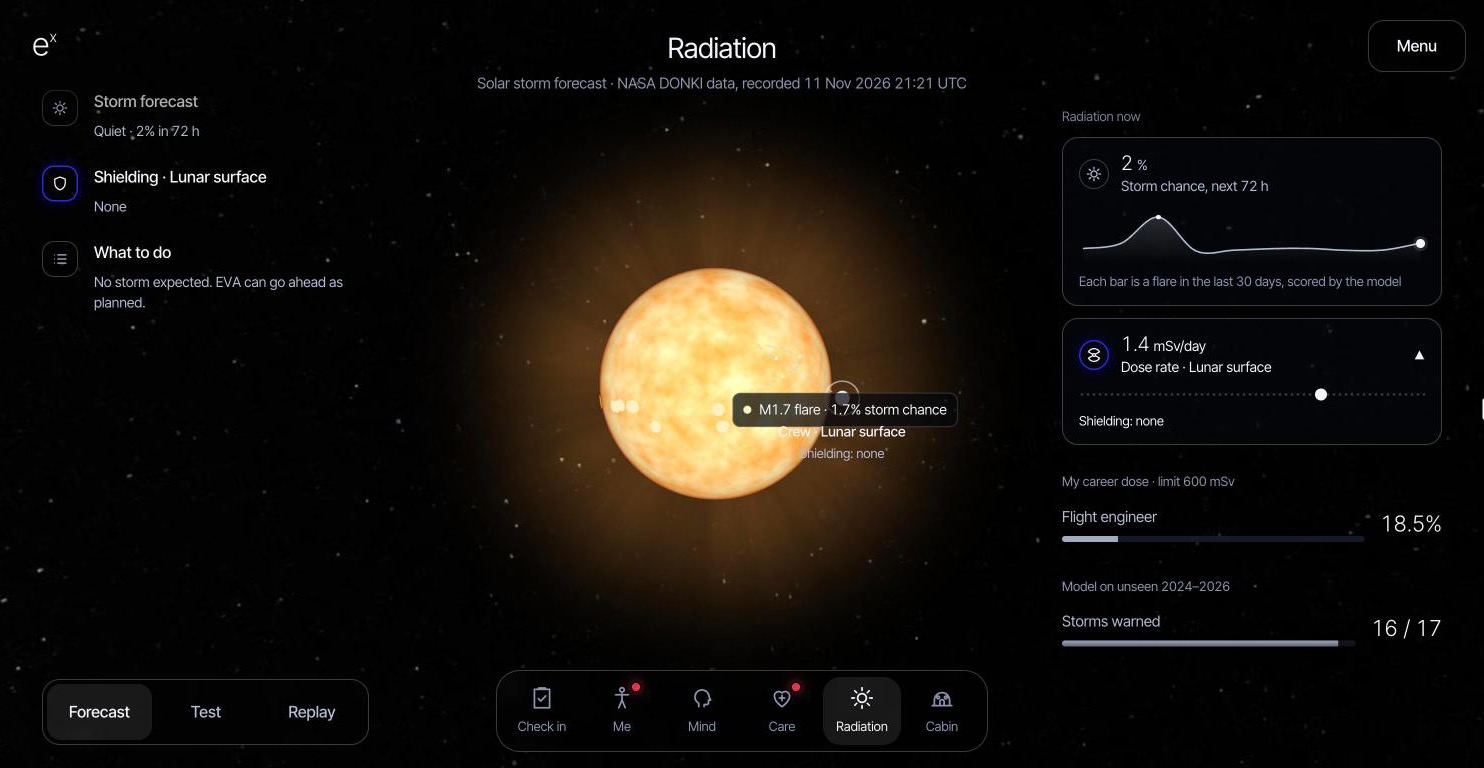 e^x
Radiation
Solar storm forecast · NASA DONKI data, recorded 11 Nov 2026 21:21 UTC
Menu
Storm forecast
Quiet · 2% in 72 h
Shielding · Lunar surface
None
What to do
No storm expected. EVA can go ahead as
planned.
M1.7 flare · 1.7% storm chance
Crew · Lunar surface
Shielding: none
Radiation now
2 %
Storm chance, next 72 h
Each bar is a flare in the last 30 days, scored by the model
1.4 mSv/day
Dose rate · Lunar surface
Shielding: none
My career dose · limit 600 mSv
Flight engineer
18.5%
Model on unseen 2024–2026
Storms warned
16 / 17
Forecast
Test
Replay
Check in
Me
Mind
Care
Radiation
Cabin